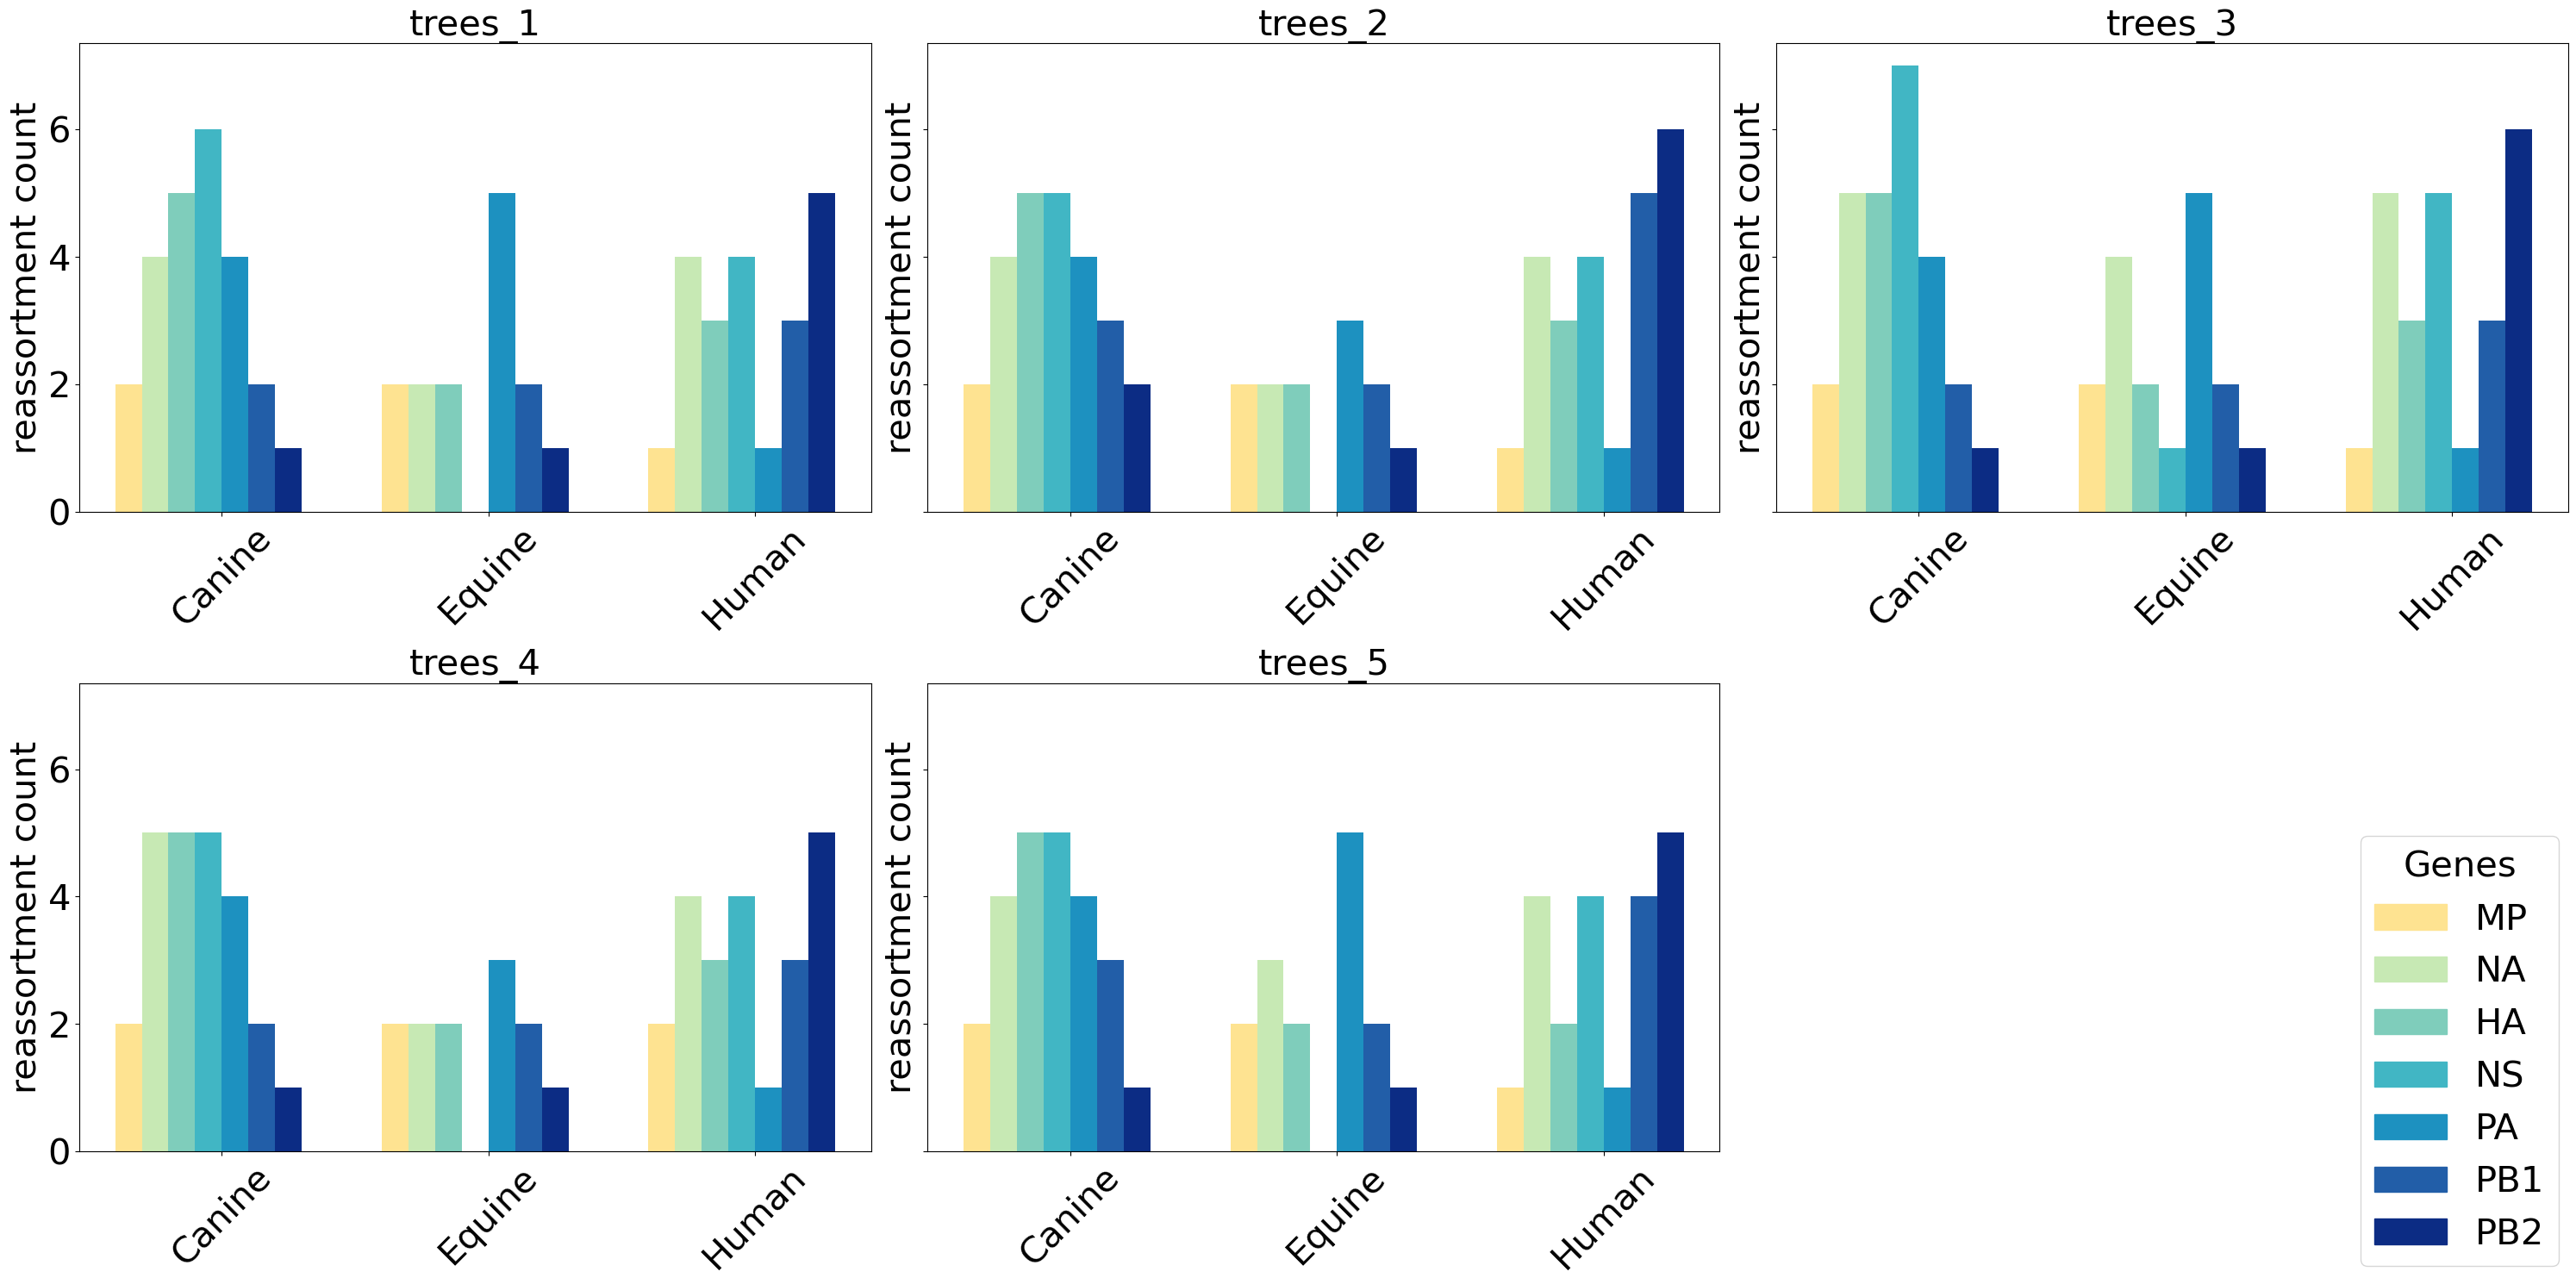 trees_1
trees_2
trees_3
reassortment count
6
4
2
0
Canine
Equine
Human
reassortment count
Canine
Equine
Human
reassortment count
Canine
Equine
Human
trees_4
trees_5
reassortment count
6
4
2
0
Canine
Equine
Human
reassortment count
Canine
Equine
Human
Genes
MP
NA
HA
NS
PA
PB1
PB2